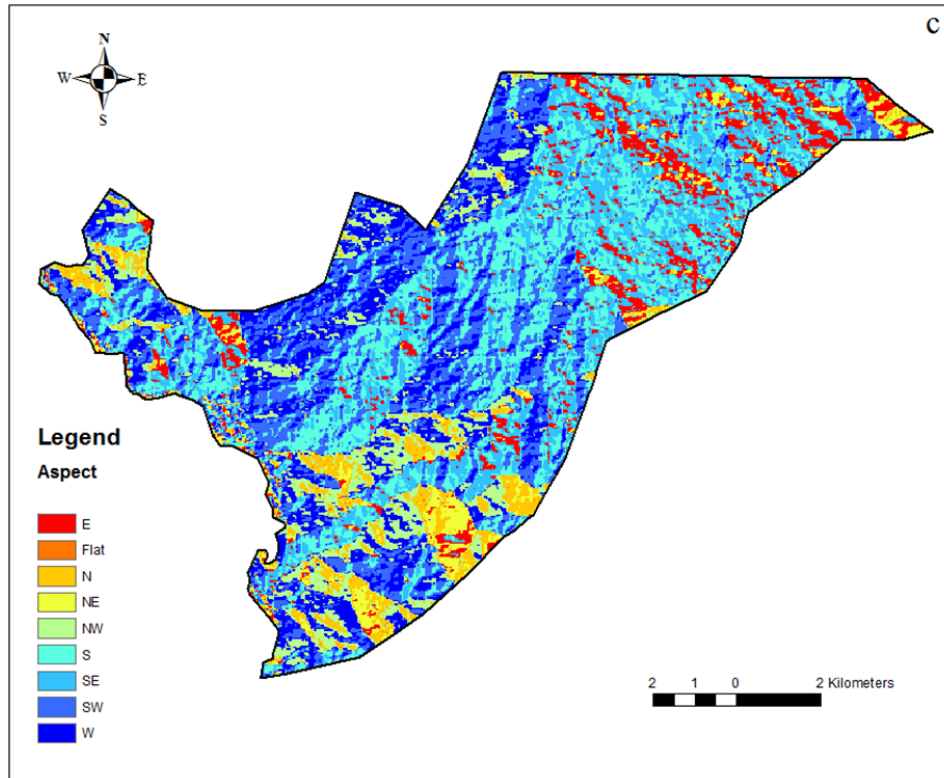 c
N
W E
S
Legend
Aspect
E
Flat
N
NE
NW
S
SE
SW
W
2 1 0 2 Kilometers